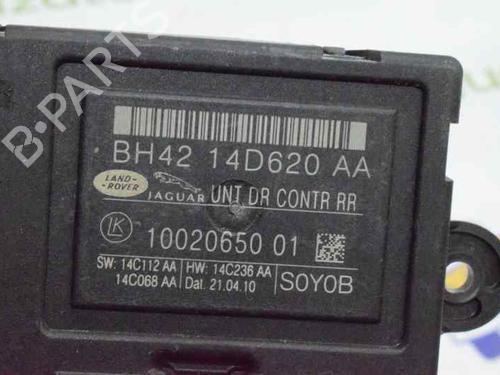 B-PARTS
BH42 14D620 AA
LAND-
ROVER
JAGUAR UNT DR CONTR RR
LK 10020650 01
SW: 14C112 AA HW: 14C236 AA
14C068 AA Dat. 21.04.10 S0Y0B